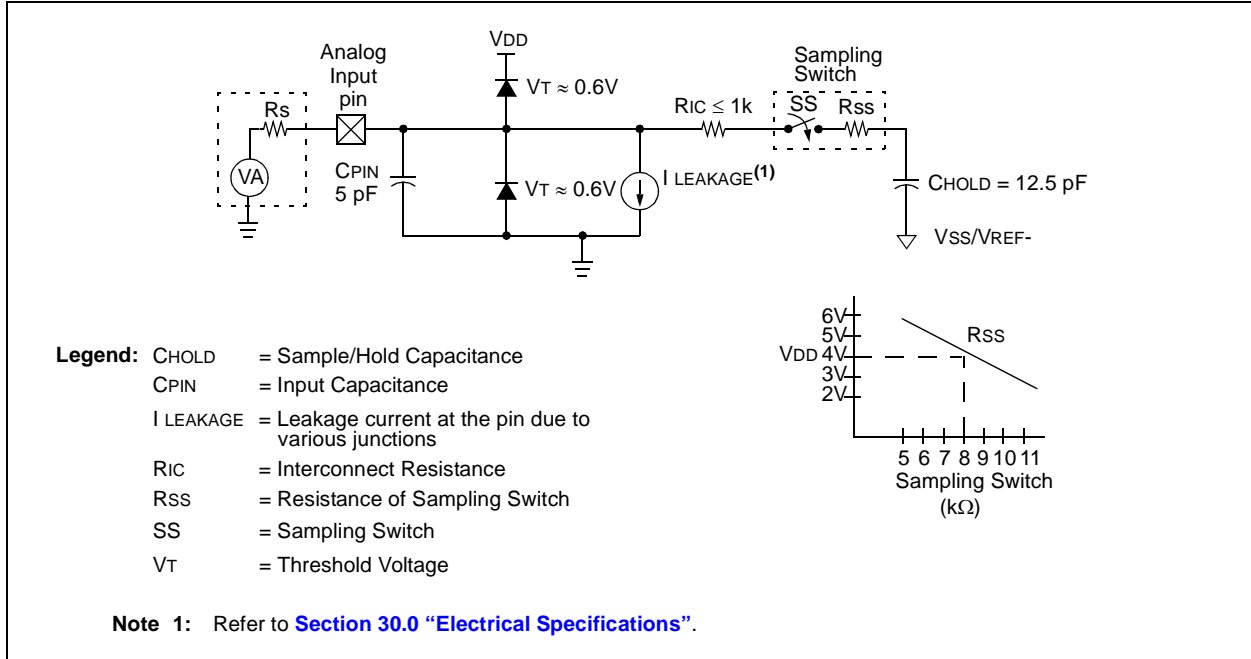 VDD
Analog
Input
pin
Sampling
Switch
VT ≈ 0.6V
RIC ≤ 1k
SS
RSS
Rs
VA
CPIN
5 pF
VT ≈ 0.6V
I LEAKAGE(1)
CHOLD = 12.5 pF
VSS/VREF-
6V
5V
VDD 4V
3V
2V
RSS
5 6 7 8 9 10 11
Sampling Switch
(kΩ)
Legend: CHOLD = Sample/Hold Capacitance
CPIN = Input Capacitance
I LEAKAGE = Leakage current at the pin due to
various junctions
RIC = Interconnect Resistance
RSS = Resistance of Sampling Switch
SS = Sampling Switch
VT = Threshold Voltage
Note 1: Refer to Section 30.0 “Electrical Specifications”.